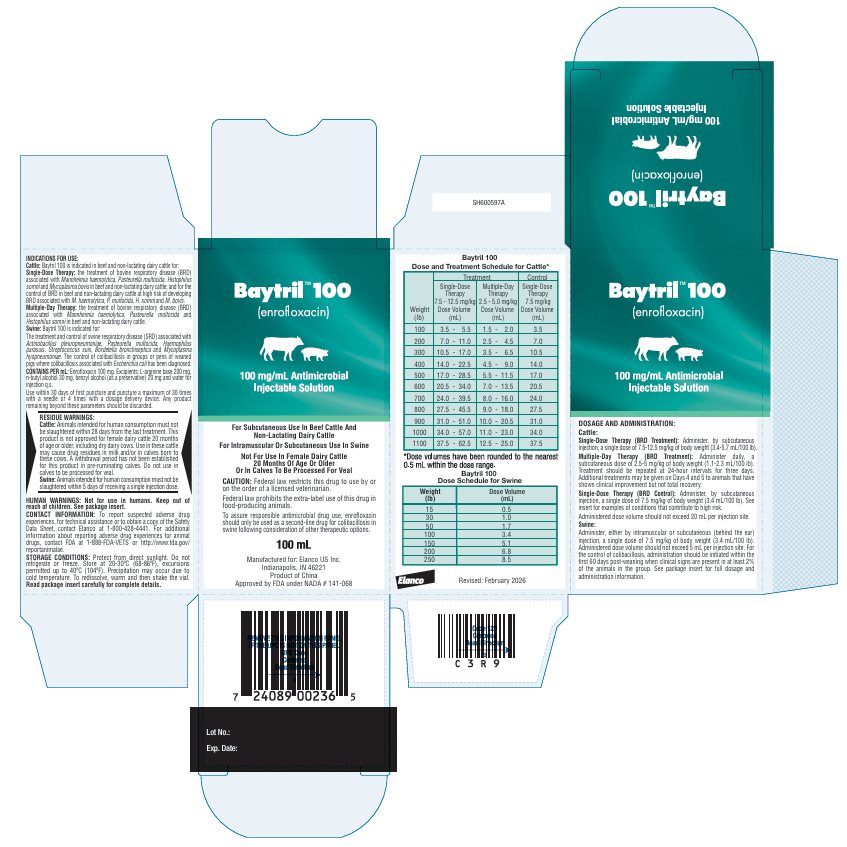 100 mg/mL Antimicrobial
Injectable Solution
(enrofloxacin)
Baytril™ 100
SH600597A
INDICATIONS FOR USE:
Cattle: Baytril 100 is indicated in beef and non-lactating dairy cattle for:
Single-Dose Therapy: the treatment of bovine respiratory disease (BRD)
associated with Mannheimia haemolytica, Pasteurella multocida, Histophilus
somni and Mycoplasma bovis in beef and non-lactating dairy cattle; and for the
control of BRD in beef and non-lactating dairy cattle at high risk of developing
BRD associated with M. haemolytica, P. multocida, H. somni and M. bovis.
Multiple-Day Therapy: the treatment of bovine respiratory disease (BRD)
associated with Mannheimia haemolytica, Pasteurella multocida and
Histophilus somni in beef and non-lactating dairy cattle.
Swine: Baytril 100 is indicated for:
The treatment and control of swine respiratory disease (SRD) associated with
Actinobacillus pleuropneumoniae, Pasteurella multocida, Haemophilus
parasuis, Streptococcus suis, Bordetella bronchiseptica and Mycoplasma
hyopneumoniae. The control of colibacillosis in groups or pens of weaned
pigs where colibacillosis associated with Escherichia coli has been diagnosed.
CONTAINS PER mL: Enrofloxacin 100 mg. Excipients: L-arginine base 200 mg,
n-butyl alcohol 30 mg, benzyl alcohol (as a preservative) 20 mg and water for
injection q.s.
Use within 30 days of first puncture and puncture a maximum of 30 times
with a needle or 4 times with a dosage delivery device. Any product
remaining beyond these parameters should be discarded.
RESIDUE WARNINGS:
Cattle: Animals intended for human consumption must not
be slaughtered within 28 days from the last treatment. This
product is not approved for female dairy cattle 20 months
of age or older, including dry dairy cows. Use in these cattle
may cause drug residues in milk and/or in calves born to
these cows. A withdrawal period has not been established
for this product in pre-ruminating calves. Do not use in
calves to be processed for veal.
Swine: Animals intended for human consumption must not be
slaughtered within 5 days of receiving a single injection dose.
HUMAN WARNINGS: Not for use in humans. Keep out of
reach of children. See package insert.
CONTACT INFORMATION: To report suspected adverse drug
experiences, for technical assistance or to obtain a copy of the Safety
Data Sheet, contact Elanco at 1-800-428-4441. For additional
information about reporting adverse drug experiences for animal
drugs, contact FDA at 1-888-FDA-VETS or http://www.fda.gov/
reportanimalae.
STORAGE CONDITIONS: Protect from direct sunlight. Do not
refrigerate or freeze. Store at 20-30°C (68-86°F), excursions
permitted up to 40°C (104°F). Precipitation may occur due to
cold temperature. To redissolve, warm and then shake the vial.
Read package insert carefully for complete details.
Baytril™ 100
(enrofloxacin)
100 mg/mL Antimicrobial
Injectable Solution
For Subcutaneous Use In Beef Cattle And
Non-Lactating Dairy Cattle
For Intramuscular Or Subcutaneous Use In Swine
Not For Use In Female Dairy Cattle
20 Months Of Age Or Older
Or In Calves To Be Processed For Veal
CAUTION: Federal law restricts this drug to use by or
on the order of a licensed veterinarian.
Federal law prohibits the extra-label use of this drug in
food-producing animals.
To assure responsible antimicrobial drug use, enrofloxacin
should only be used as a second-line drug for colibacillosis in
swine following consideration of other therapeutic options.
100 mL
Manufactured for: Elanco US Inc.
Indianapolis, IN 46221
Product of China
Approved by FDA under NADA # 141-068
Baytril 100
Dose and Treatment Schedule for Cattle*
Treatment Control
Weight (lb) Single-Dose Therapy 7.5 - 12.5 mg/kg Dose Volume (mL) Multiple-Day Therapy 2.5 - 5.0 mg/kg Dose Volume (mL) Single-Dose Therapy 7.5 mg/kg Dose Volume (mL)
100 3.5 - 5.5 1.5 - 2.0 3.5
200 7.0 - 11.0 2.5 - 4.5 7.0
300 10.5 - 17.0 3.5 - 6.5 10.5
400 14.0 - 22.5 4.5 - 9.0 14.0
500 17.0 - 28.5 5.5 - 11.5 17.0
600 20.5 - 34.0 7.0 - 13.5 20.5
700 24.0 - 39.5 8.0 - 16.0 24.0
800 27.5 - 45.5 9.0 - 18.0 27.5
900 31.0 - 51.0 10.0 - 20.5 31.0
1000 34.0 - 57.0 11.0 - 23.0 34.0
1100 37.5 - 62.5 12.5 - 25.0 37.5
*Dose volumes have been rounded to the nearest
0.5 mL within the dose range.
Baytril 100
Dose Schedule for Swine
Weight (lb) Dose Volume (mL)
15 0.5
30 1.0
50 1.7
100 3.4
150 5.1
200 6.8
250 8.5
Elanco
Revised: February 2026
Baytril™ 100
(enrofloxacin)
100 mg/mL Antimicrobial
Injectable Solution
DOSAGE AND ADMINISTRATION:
Cattle:
Single-Dose Therapy (BRD Treatment): Administer, by subcutaneous
injection, a single dose of 7.5-12.5 mg/kg of body weight (3.4-5.7 mL/100 lb).
Multiple-Day Therapy (BRD Treatment): Administer daily, a
subcutaneous dose of 2.5-5 mg/kg of body weight (1.1-2.3 mL/100 lb).
Treatment should be repeated at 24-hour intervals for three days.
Additional treatments may be given on Days 4 and 5 to animals that have
shown clinical improvement but not total recovery.
Single-Dose Therapy (BRD Control): Administer, by subcutaneous
injection, a single dose of 7.5 mg/kg of body weight (3.4 mL/100 lb). See
insert for examples of conditions that contribute to high risk.
Administered dose volume should not exceed 20 mL per injection site.
Swine:
Administer, either by intramuscular or subcutaneous (behind the ear)
injection, a single dose of 7.5 mg/kg of body weight (3.4 mL/100 lb).
Administered dose volume should not exceed 5 mL per injection site. For
the control of colibacillosis, administration should be initiated within the
first 60 days post-weaning when clinical signs are present in at least 2%
of the animals in the group. See package insert for full dosage and
administration information.
7 24089 00236 5
C3R9
Lot No.:
Exp. Date: